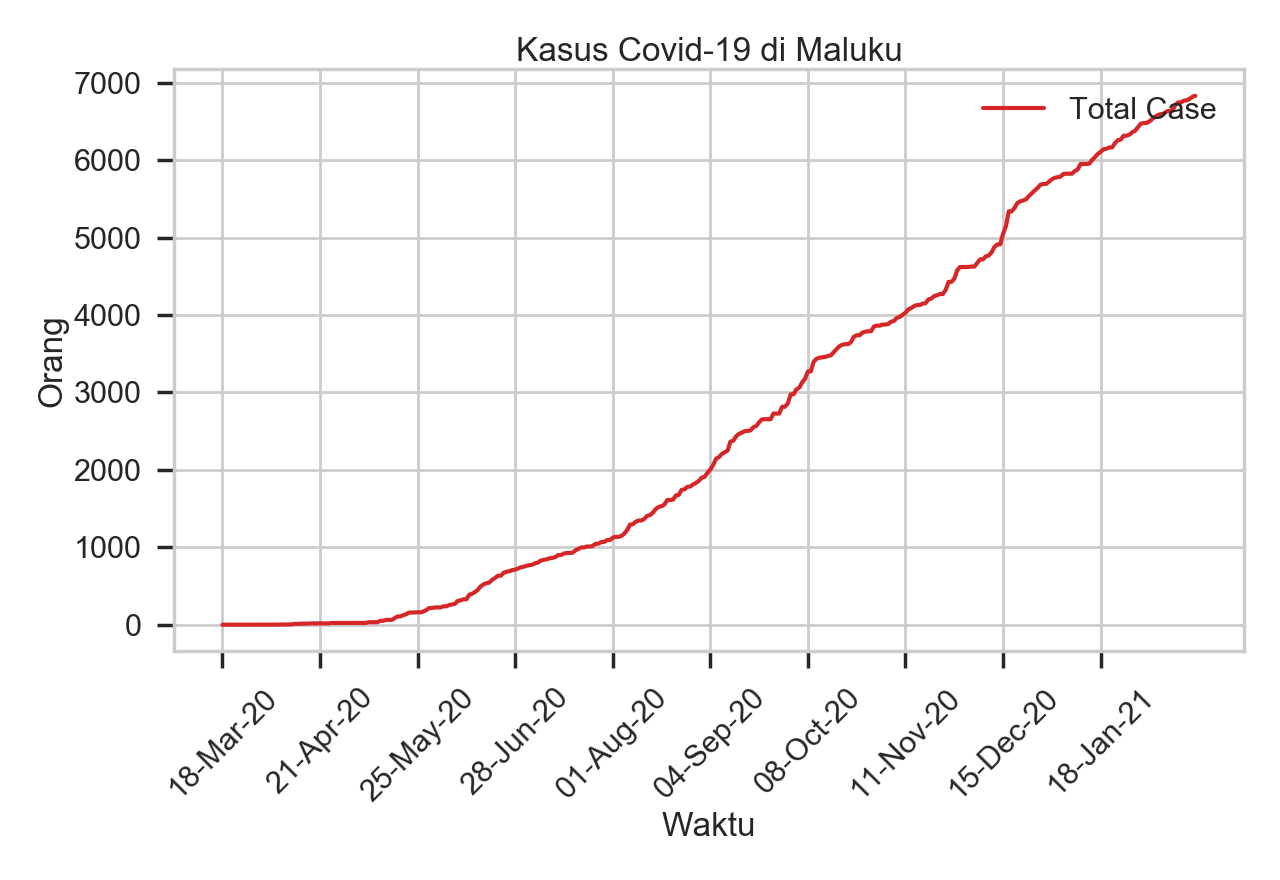 Kasus Covid-19 di Maluku
Total Case
7000
6000
5000
4000
3000
2000
1000
0
Orang
18-Mar-20
21-Apr-20
25-May-20
28-Jun-20
01-Aug-20
04-Sep-20
08-Oct-20
11-Nov-20
15-Dec-20
18-Jan-21
Waktu